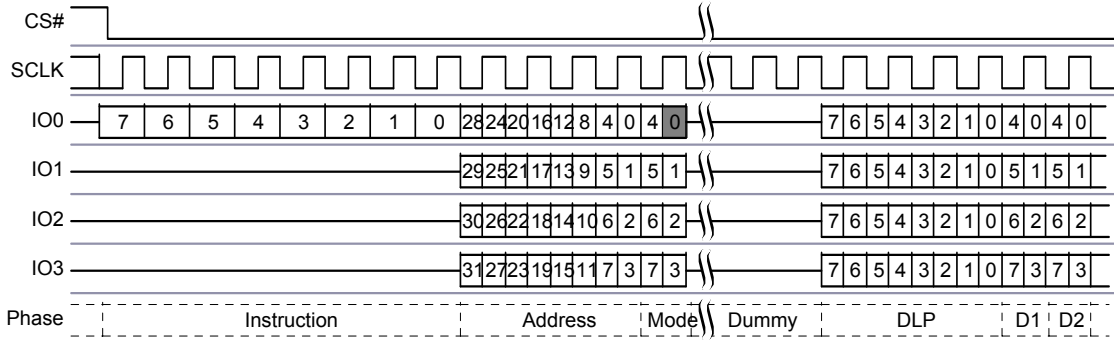 CS#
SCLK
IO0 7 6 5 4 3 2 1 0 28 24 20 16 12 8 4 0 4 0 7 6 5 4 3 2 1 0 4 0 4 0
IO1 29 25 21 17 13 9 5 1 5 1 7 6 5 4 3 2 1 0 5 1 5 1
IO2 30 26 22 18 14 10 6 2 6 2 7 6 5 4 3 2 1 0 6 2 6 2
IO3 31 27 23 19 15 11 7 3 7 3 7 6 5 4 3 2 1 0 7 3 7 3
Phase Instruction Address Mode Dummy DLP D1 D2